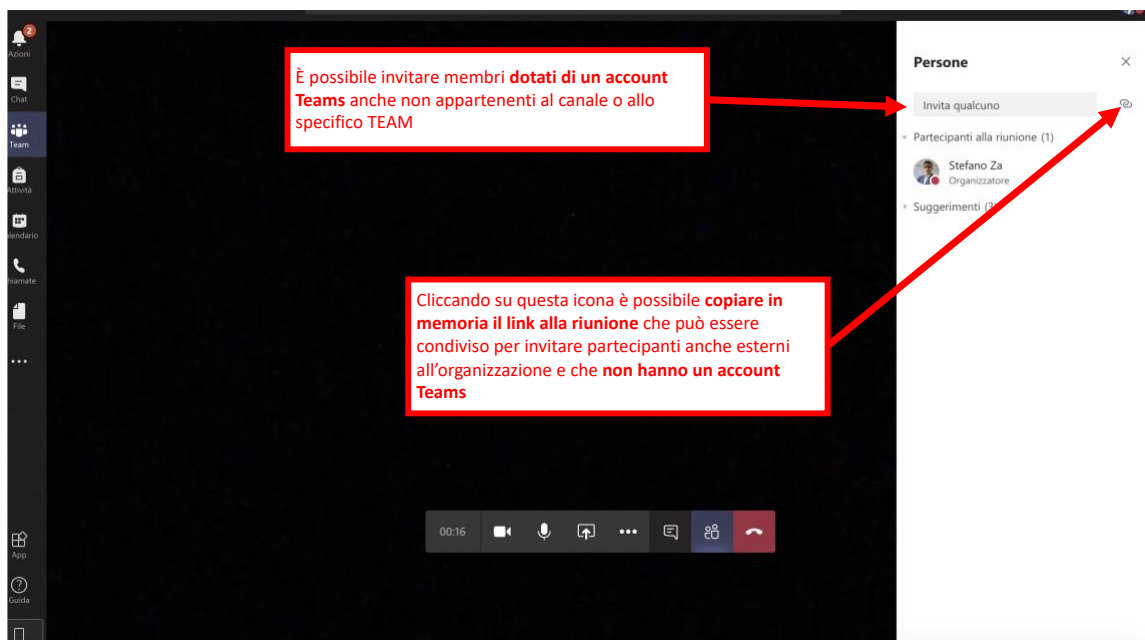 2
Azioni
Chat
Team
Attività
alendario
hiamate
File
App
Guida
È possibile invitare membri dotati di un account
Teams anche non appartenenti al canale o allo
specifico TEAM
Cliccando su questa icona è possibile copiare in
memoria il link alla riunione che può essere
condiviso per invitare partecipanti anche esterni
all'organizzazione e che non hanno un account
Teams
00:16
Persone
Invita qualcuno
Partecipanti alla riunione (1)
Stefano Za
Organizzatore
Suggerimenti